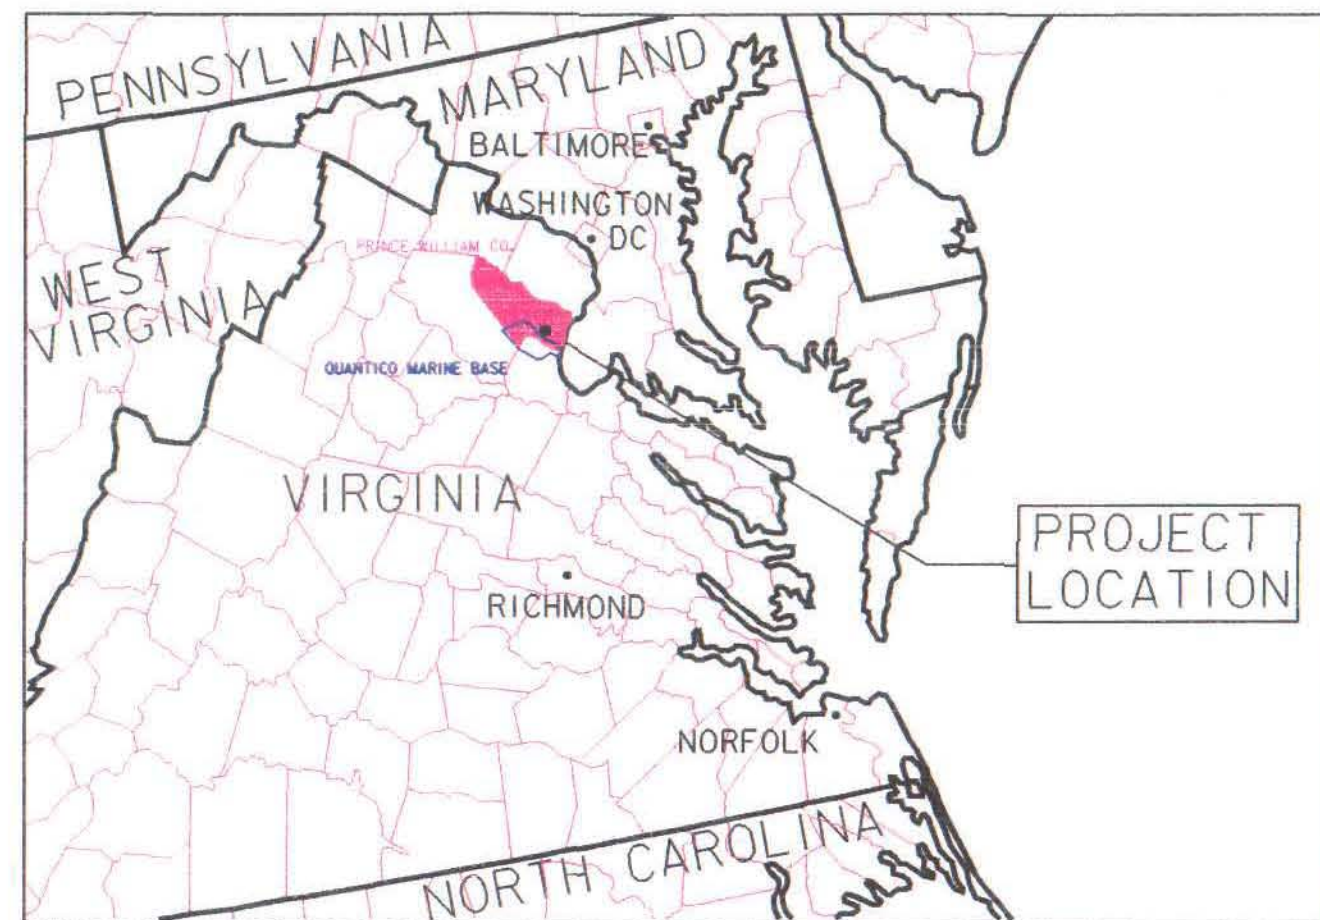 PENNSYLVANIA
MARYLAND
BALTIMORE
WASHINGTON
DC
PRINCE WILLIAM CO.
WEST
VIRGINIA
QUANTICO MARINE BASE
VIRGINIA
PROJECT
LOCATION
RICHMOND
NORFOLK
NORTH CAROLINA